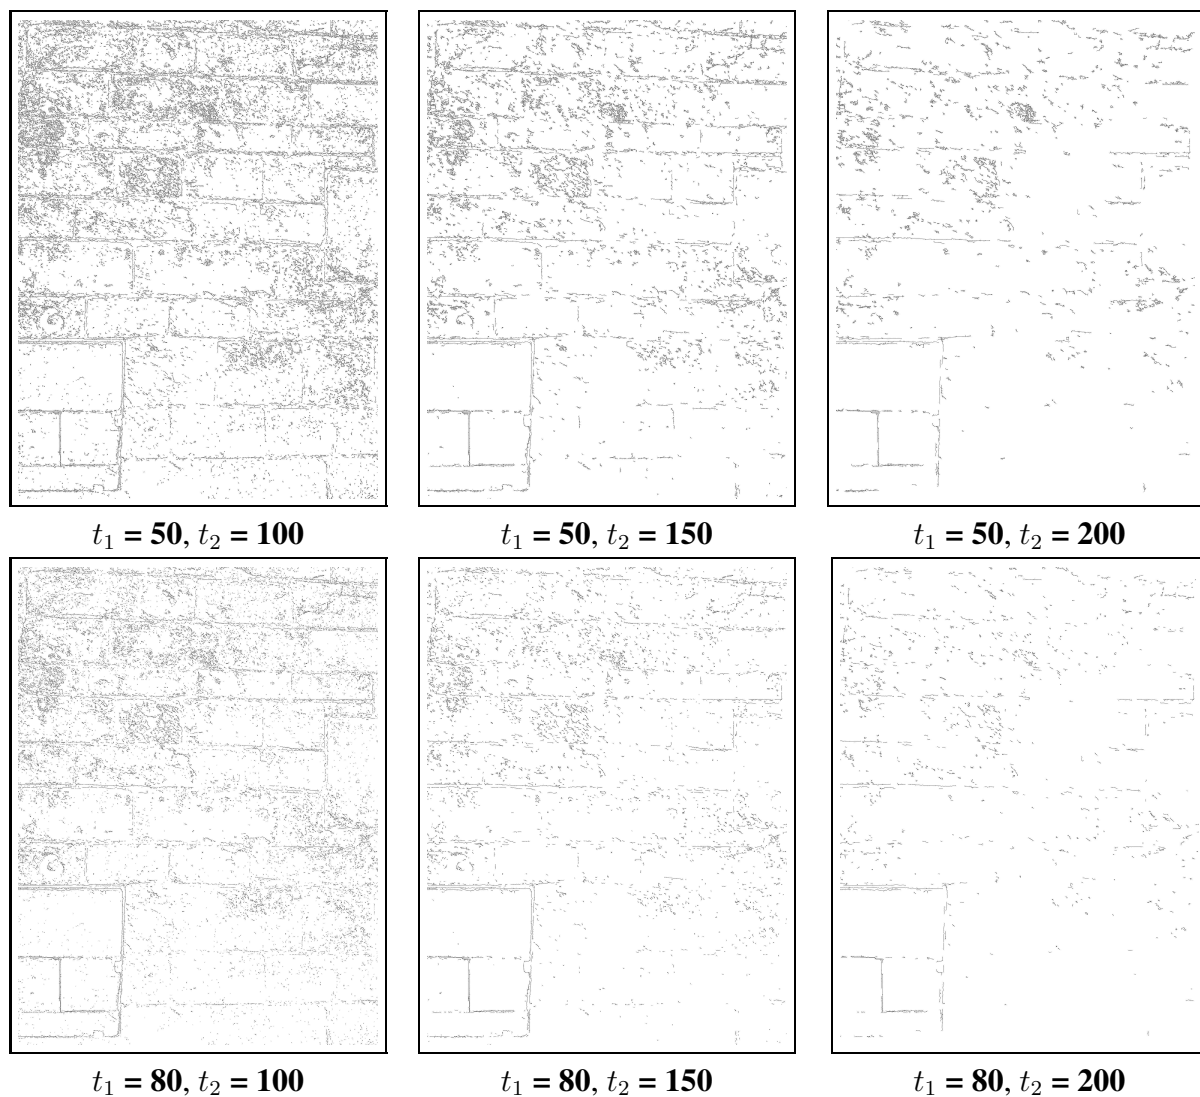 t₁ = 50, t₂ = 100
t₁ = 50, t₂ = 150
t₁ = 50, t₂ = 200
t₁ = 80, t₂ = 100
t₁ = 80, t₂ = 150
t₁ = 80, t₂ = 200